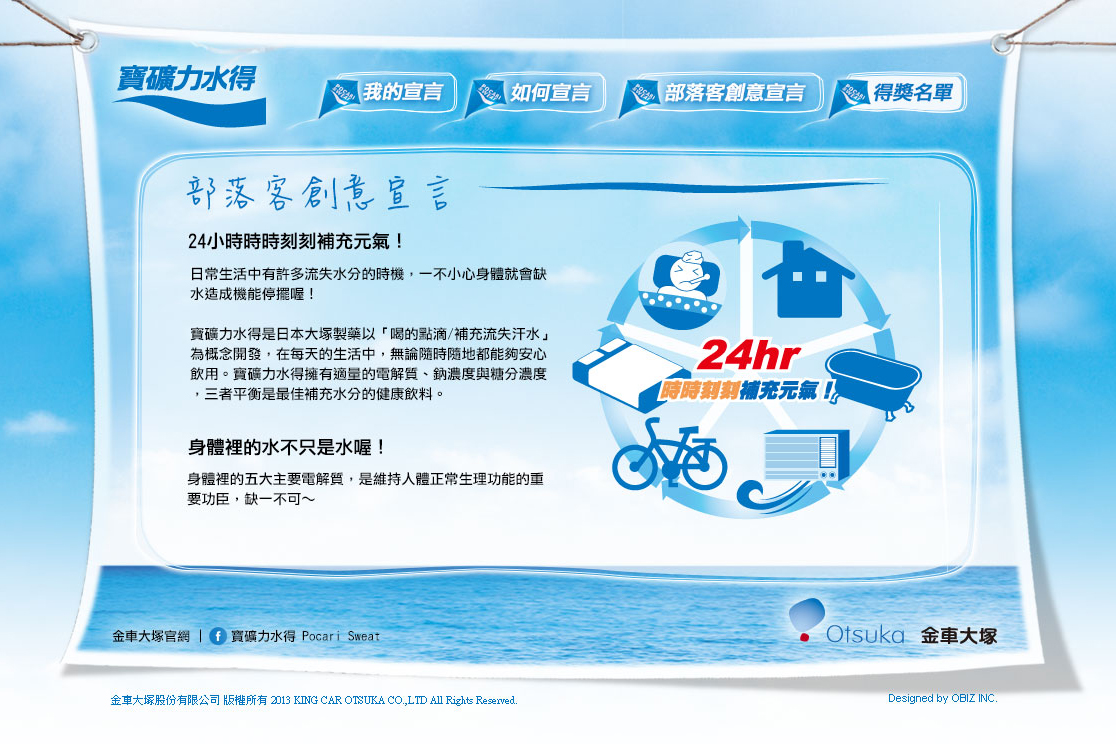 寶礦力水得
我的宣言
如何宣言
部落客創意宣言
得獎名單
部落客創意宣言
24小時時時刻刻補充元氣！
日常生活中有許多流失水分的時機，一不小心身體就會缺
水造成機能停擺喔！
寶礦力水得是日本大塚製藥以「喝的點滴/補充流失汗水」
為概念開發，在每天的生活中，無論隨時隨地都能夠安心
飲用。寶礦力水得擁有適量的電解質、鈉濃度與糖分濃度
，三者平衡是最佳補充水分的健康飲料。
身體裡的水不只是水喔！
身體裡的五大主要電解質，是維持人體正常生理功能的重
要功臣，缺一不可～
24hr
時時刻刻補充元氣！
金車大塚官網 | f 寶礦力水得 Pocari Sweat
Otsuka 金車大塚
金車大塚股份有限公司 版權所有 2013 KING CAR OTSUKA CO.,LTD All Rights Reserved.
Designed by OBIZ INC.